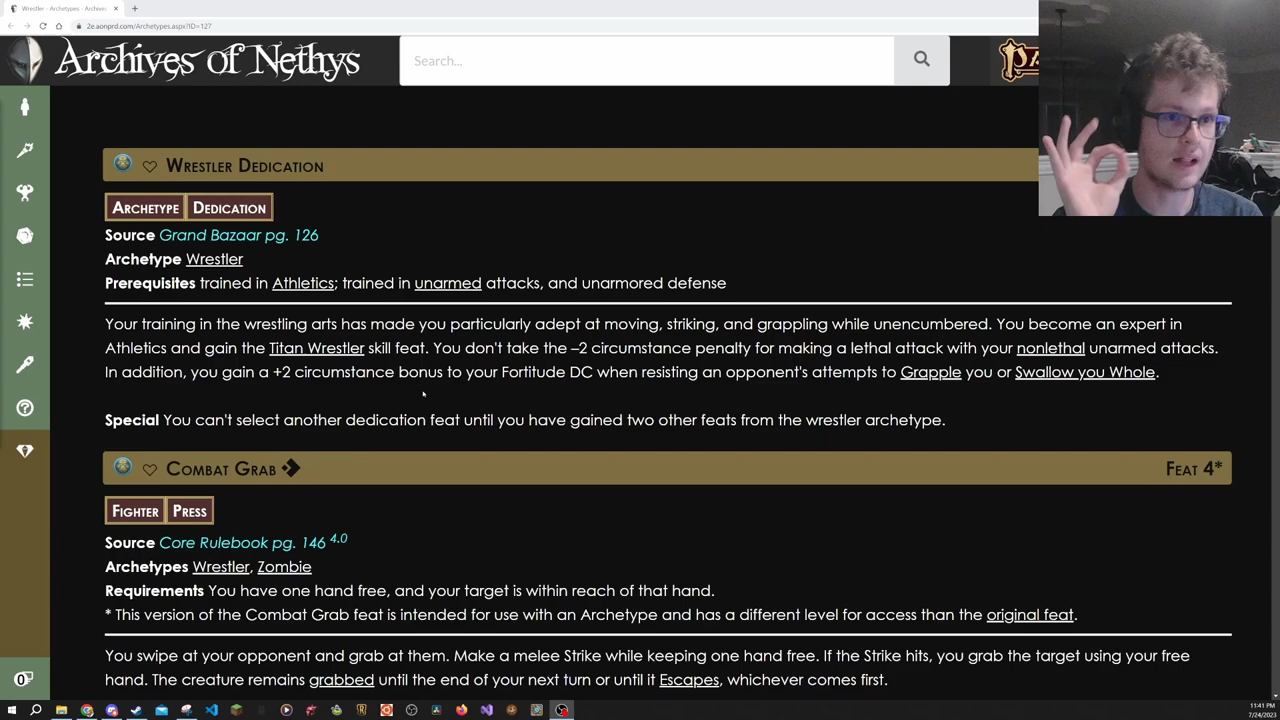 Wrestler - Archetypes - Archives
2e.aonprd.com/Archetypes.aspx?ID=127
Archives of Nethys
Search...
Pa
Wrestler Dedication
Archetype Dedication
Source Grand Bazaar pg. 126
Archetype Wrestler
Prerequisites trained in Athletics; trained in unarmed attacks, and unarmored defense
Your training in the wrestling arts has made you particularly adept at moving, striking, and grappling while unencumbered. You become an expert in
Athletics and gain the Titan Wrestler skill feat. You don't take the –2 circumstance penalty for making a lethal attack with your nonlethal unarmed attacks.
In addition, you gain a +2 circumstance bonus to your Fortitude DC when resisting an opponent's attempts to Grapple you or Swallow you Whole.
Special You can't select another dedication feat until you have gained two other feats from the wrestler archetype.
Combat Grab
Feat 4*
Fighter Press
Source Core Rulebook pg. 146 4.0
Archetypes Wrestler, Zombie
Requirements You have one hand free, and your target is within reach of that hand.
* This version of the Combat Grab feat is intended for use with an Archetype and has a different level for access than the original feat.
You swipe at your opponent and grab at them. Make a melee Strike while keeping one hand free. If the Strike hits, you grab the target using your free
hand. The creature remains grabbed until the end of your next turn or until it Escapes, whichever comes first.
11:41 PM
7/24/2023